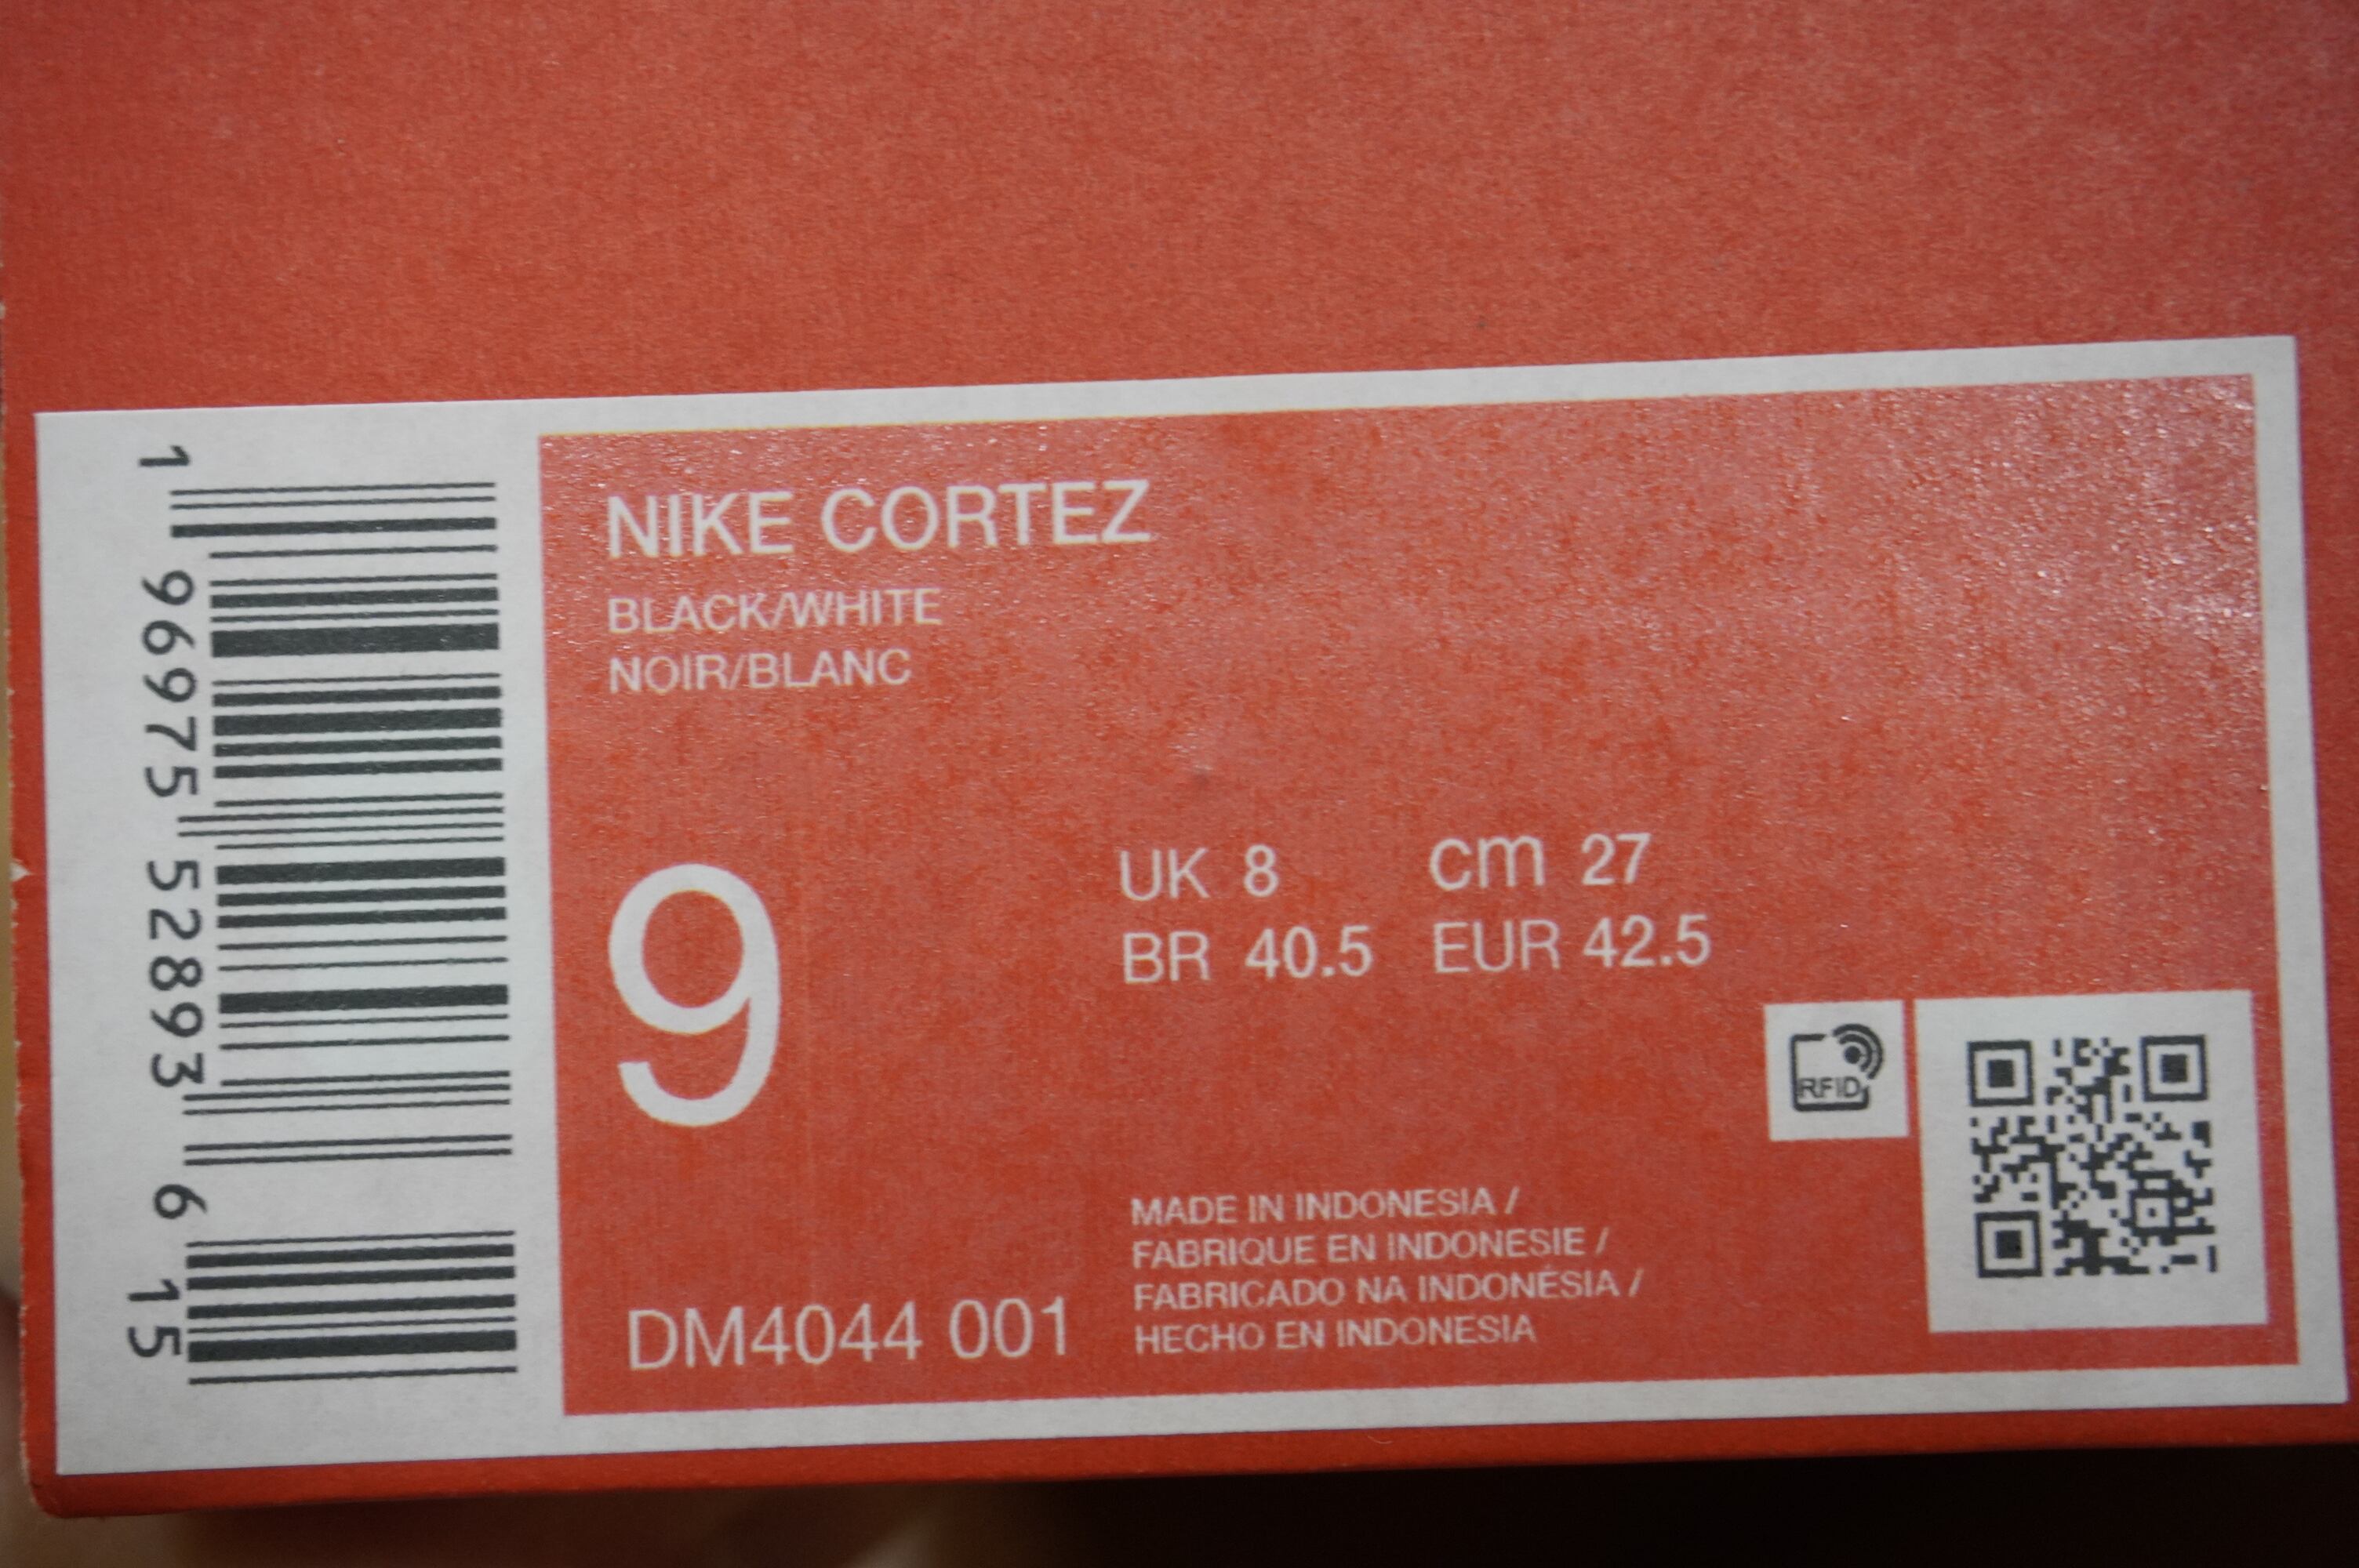 1 96975 52893 6 15
NIKE CORTEZ
BLACK/WHITE
NOIR/BLANC
9
UK 8 cm 27
BR 40.5 EUR 42.5
RFID
DM4044 001
MADE IN INDONESIA /
FABRIQUE EN INDONESIE /
FABRICADO NA INDONÉSIA /
HECHO EN INDONESIA